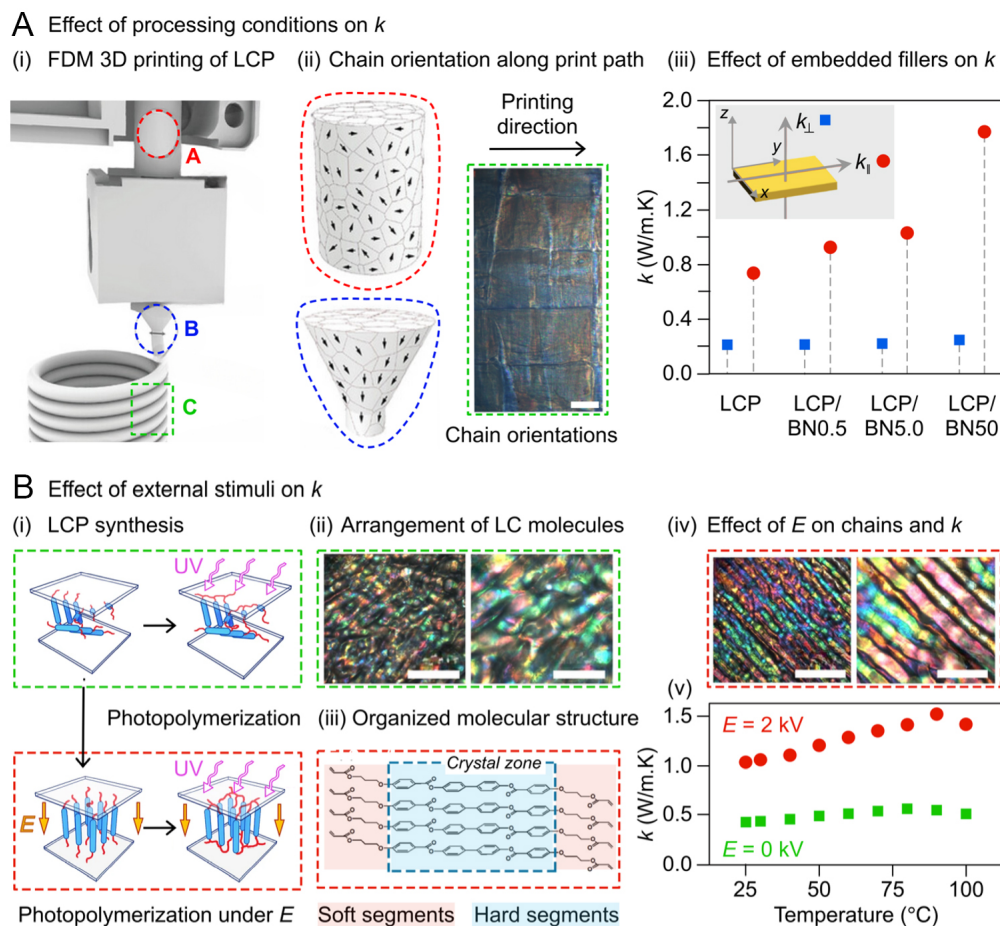 A Effect of processing conditions on k
(i) FDM 3D printing of LCP
A
B
C
(ii) Chain orientation along print path
Printing
direction
Chain orientations
(iii) Effect of embedded fillers on k
k (W/m.K)
2.0
1.6
1.2
0.8
0.4
0.0
z
y
x
k⊥
k∥
LCP
LCP/
BN0.5
LCP/
BN5.0
LCP/
BN50
B Effect of external stimuli on k
(i) LCP synthesis
UV
Photopolymerization
UV
E
Photopolymerization under E
(ii) Arrangement of LC molecules
(iii) Organized molecular structure
Crystal zone
O O O O O O O O
O O O O O O O O
O O O O O O O O
O O O O O O O O
Soft segments Hard segments
(iv) Effect of E on chains and k
(v)
k (W/m.K)
1.5
1.0
0.5
0.0
E = 2 kV
E = 0 kV
25 50 75 100
Temperature (°C)